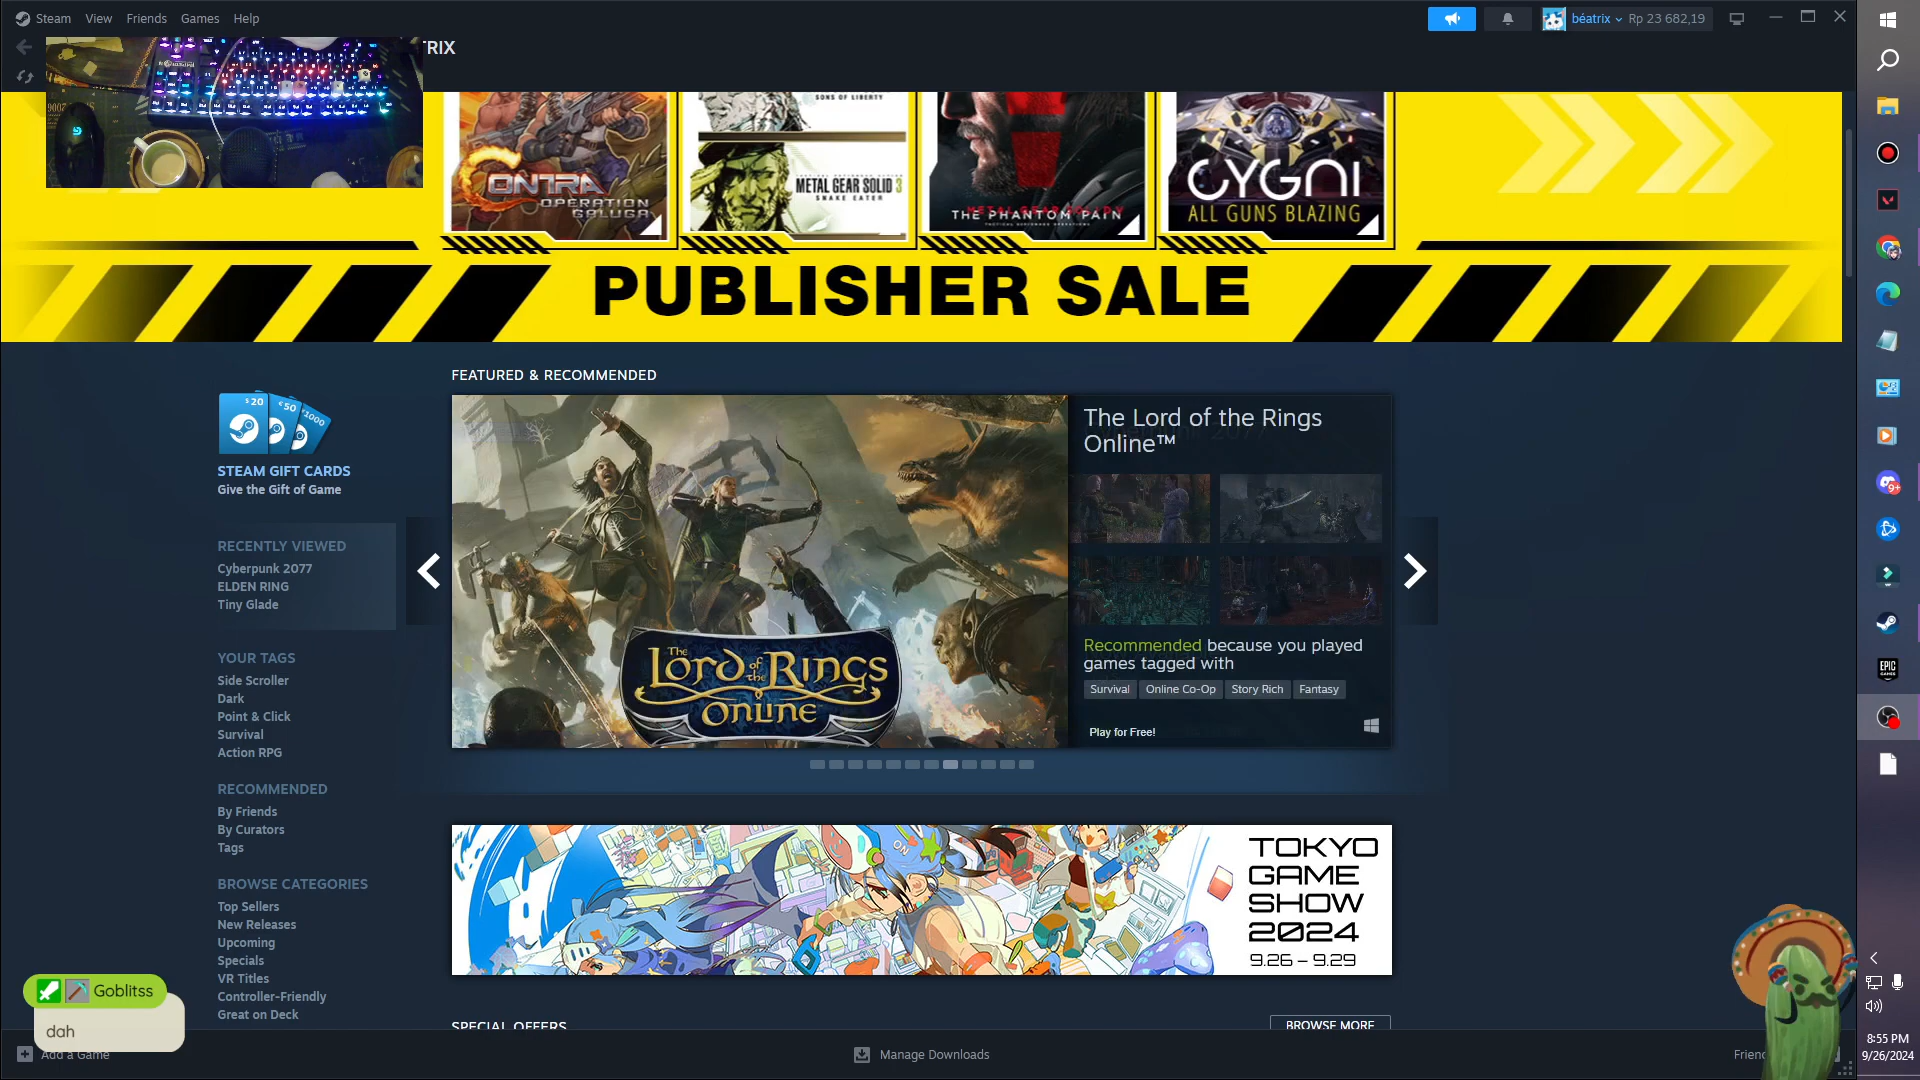 Steam View Friends Games Help
béatrix Rp 23 682,19
TRIX
SONS OF LIBERTY
CONTRA
OPERATION
GALUGA
METAL GEAR SOLID 3
SNAKE EATER
THE PHANTOM PAIN
CYGNI
ALL GUNS BLAZING
PUBLISHER SALE
FEATURED & RECOMMENDED
$20 €50 ¥1000
STEAM GIFT CARDS
Give the Gift of Game
RECENTLY VIEWED
Cyberpunk 2077
ELDEN RING
Tiny Glade
YOUR TAGS
Side Scroller
Dark
Point & Click
Survival
Action RPG
RECOMMENDED
By Friends
By Curators
Tags
BROWSE CATEGORIES
Top Sellers
New Releases
Upcoming
Specials
VR Titles
Controller-Friendly
Great on Deck
The
Lord of the Rings
Online
The Lord of the Rings
Online™
Recommended because you played
games tagged with
Survival Online Co-Op Story Rich Fantasy
Play for Free!
ON
TOKYO
GAME
SHOW
2024
9.26 – 9.29
SPECIAL OFFERS
BROWSE MORE
Goblitss
dah
Add a Game
Manage Downloads
Frien
9+
EPIC
GAMES
8:55 PM
9/26/2024